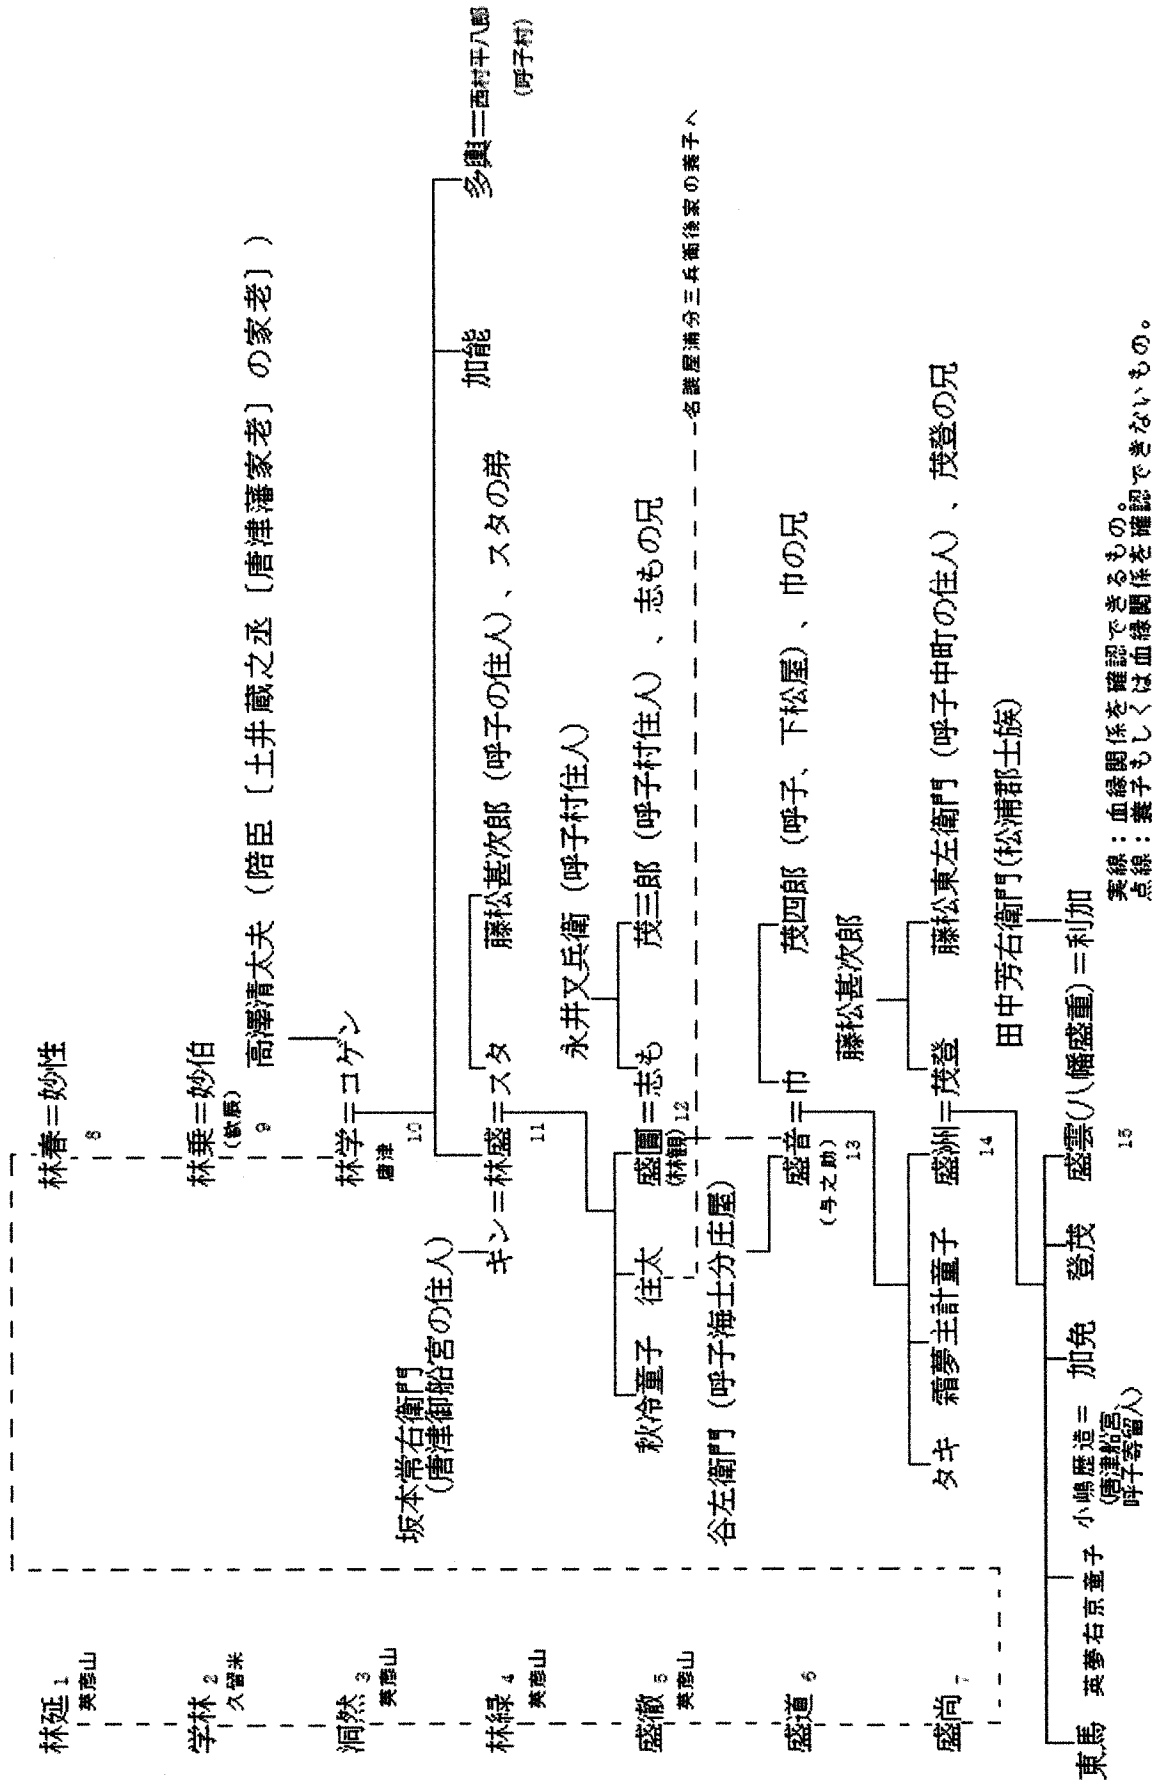 林延 1
英彦山
学林 2
久留米
洞然 3
英彦山
林緑 4
英彦山
盛徹 5
英彦山
盛道 6
盛尚 7
林春＝妙性
8
林乗＝妙伯
(歓辰)
9
高澤清太夫（陪臣［土井蔵之丞［唐津藩家老］の家老］）
林学＝コゲン
唐津
10
坂本常右衛門
（唐津御船宮の住人）
キン＝林盛＝スタ
11
藤松甚次郎（呼子の住人）、スタの弟
加能
多輿＝西村平八郎
（呼子村）
永井又兵衛（呼子村住人）
秋冷童子
往太
盛圓＝志も
(林観)
12
茂三郎（呼子村住人）、志もの兄
名護屋浦分三兵衛後家の養子へ
谷左衛門（呼子海士分庄屋）
盛音＝巾
（与之助）
13
茂四郎（呼子、下松屋）、巾の兄
藤松甚次郎
タキ
霜夢主計童子
盛洲＝茂登
14
藤松東左衛門（呼子中町の住人）、茂登の兄
田中芳右衛門（松浦郡士族）
東馬
英夢右京童子
小嶋歴造＝
（唐津船宮
呼子寄留人）
加免
登茂
盛雲（八幡盛重）＝利加
15
実線：血縁関係を確認できるもの。
点線：養子もしくは血縁関係を確認できないもの。